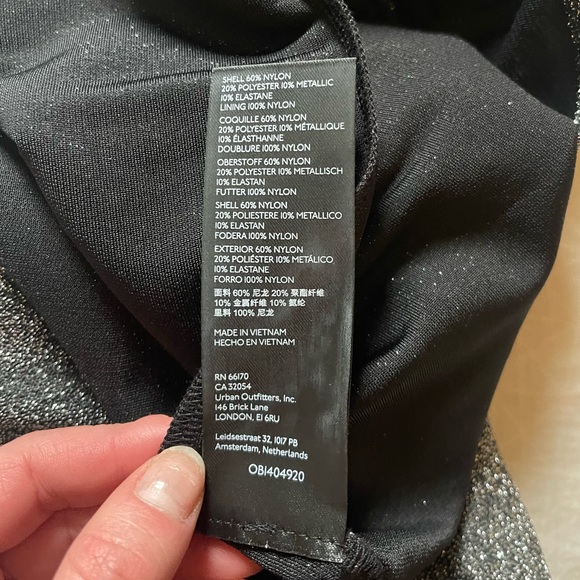 SHELL 60% NYLON
20% POLYESTER 10% METALLIC
10% ELASTANE
LINING 100% NYLON
COQUILLE 60% NYLON
20% POLYESTER 10% MÉTALLIQUE
10% ÉLASTHANNE
DOUBLURE 100% NYLON
OBERSTOFF 60% NYLON
20% POLYESTER 10% METALLISCH
10% ELASTAN
FUTTER 100% NYLON
SHELL 60% NYLON
20% POLIESTERE 10% METALLICO
10% ELASTAN
FODERA 100% NYLON
EXTERIOR 60% NYLON
20% POLIÉSTER 10% METÁLICO
10% ELASTANE
FORRO 100% NYLON
面料 60% 尼龙 20% 聚酯纤维
10% 金属纤维 10% 氨纶
里料 100% 尼龙
MADE IN VIETNAM
HECHO EN VIETNAM
RN 66170
CA 32054
Urban Outfitters, Inc.
146 Brick Lane
LONDON, E1 6RU
Leidsestraat 32, 1017 PB
Amsterdam, Netherlands
OB1404920